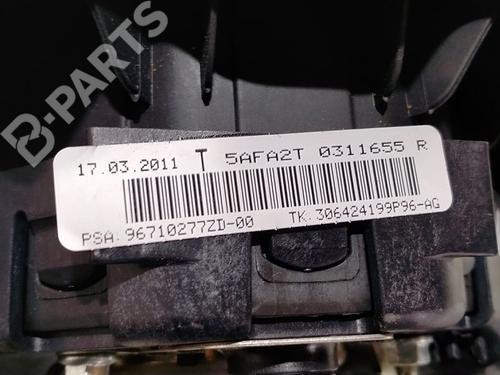 B-PARTS
17.03.2011 T 5AFA2T 0311655 R
PSA.96710277ZD-00 TK.306424199P96-AG